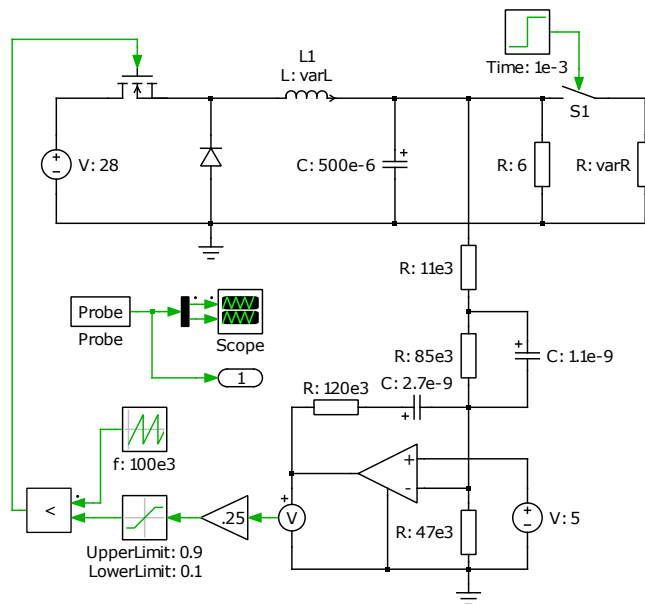 L1
L: varL
Time: 1e-3
S1
V: 28
C: 500e-6
+
R: 6
R: varR
R: 11e3
Probe
Probe
Scope
1
R: 85e3
+
C: 1.1e-9
R: 120e3
C: 2.7e-9
+
f: 100e3
+
-
<
.25
+
V
R: 47e3
V: 5
UpperLimit: 0.9
LowerLimit: 0.1